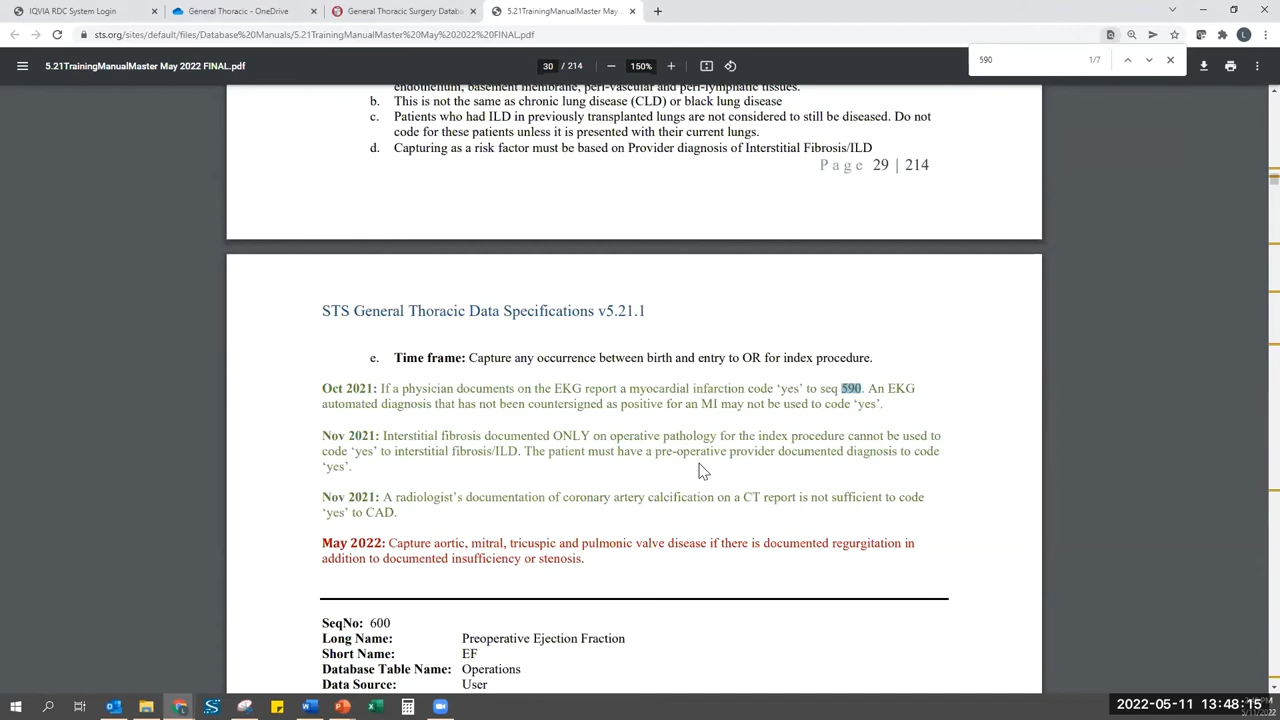 IQVIA RDC System Login
General Thoracic - OneDrive
General Thoracic Surgery Databa
5.21TrainingManualMaster May
sts.org/sites/default/files/Database%20Manuals/5.21TrainingManualMaster%20May%202022%20FINAL.pdf
5.21TrainingManualMaster May 2022 FINAL.pdf
30 / 214
150%
590
1/7
endothelium, basement membrane, peri-vascular and peri-lymphatic tissues.
b. This is not the same as chronic lung disease (CLD) or black lung disease
c. Patients who had ILD in previously transplanted lungs are not considered to still be diseased. Do not
code for these patients unless it is presented with their current lungs.
d. Capturing as a risk factor must be based on Provider diagnosis of Interstitial Fibrosis/ILD
Page 29 | 214
STS General Thoracic Data Specifications v5.21.1
e. Time frame: Capture any occurrence between birth and entry to OR for index procedure.
Oct 2021: If a physician documents on the EKG report a myocardial infarction code ‘yes’ to seq 590. An EKG
automated diagnosis that has not been countersigned as positive for an MI may not be used to code ‘yes’.
Nov 2021: Interstitial fibrosis documented ONLY on operative pathology for the index procedure cannot be used to
code ‘yes’ to interstitial fibrosis/ILD. The patient must have a pre-operative provider documented diagnosis to code
‘yes’.
Nov 2021: A radiologist’s documentation of coronary artery calcification on a CT report is not sufficient to code
‘yes’ to CAD.
May 2022: Capture aortic, mitral, tricuspic and pulmonic valve disease if there is documented regurgitation in
addition to documented insufficiency or stenosis.
SeqNo: 600
Long Name: Preoperative Ejection Fraction
Short Name: EF
Database Table Name: Operations
Data Source: User
2022-05-11 13:48:15